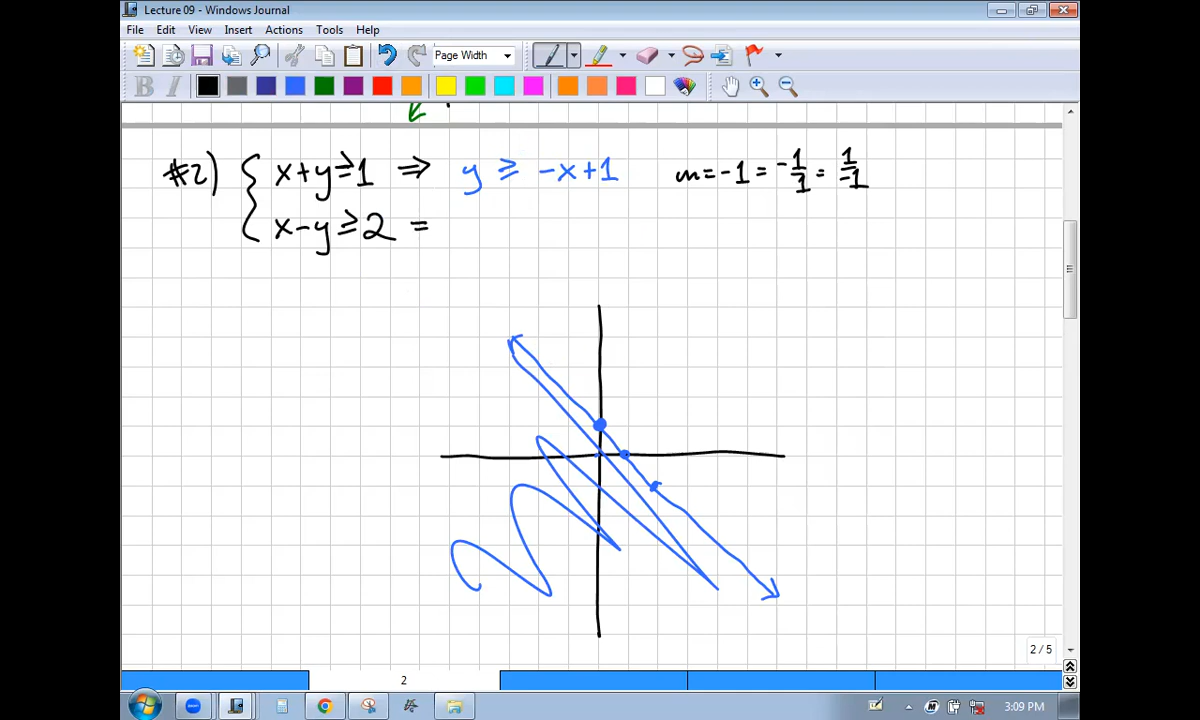 Lecture 09 - Windows Journal
File Edit View Insert Actions Tools Help
Page Width
B I
#2) { x+y≥1 ⇒ y ≥ -x+1 m=-1= -1/1 = 1/-1
x-y≥2 =
2 / 5
2
3:09 PM